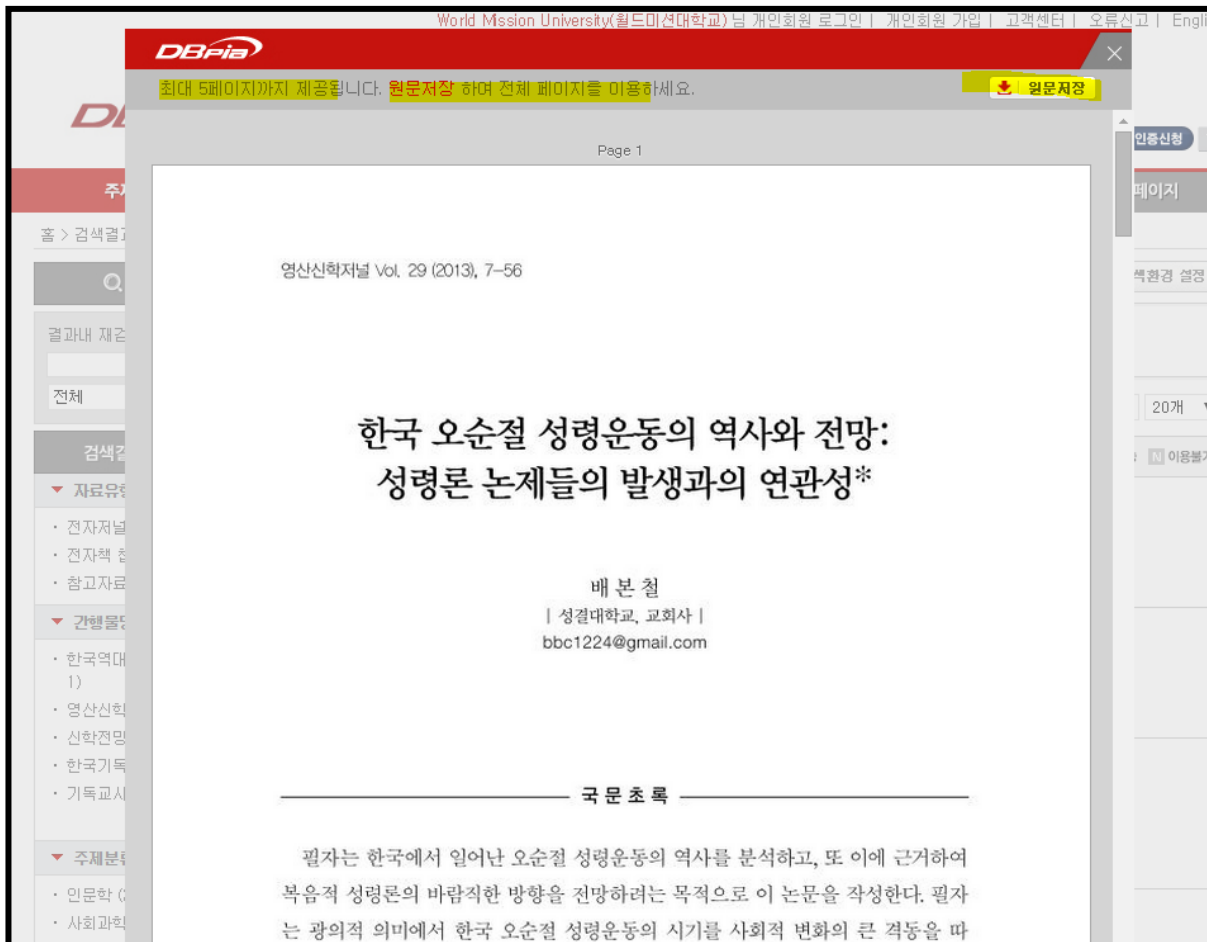 World Mission University(월드미션대학교) 님 개인회원 로그인 | 개인회원 가입 | 고객센터 | 오류신고 | Engli
DBpia
최대 5페이지까지 제공됩니다. 원문저장 하여 전체 페이지를 이용하세요.
원문저장
인증신청
Page 1
페이지
홈 > 검색결과
영산신학저널 Vol. 29 (2013), 7–56
색환경 설정
결과내 재검
전체
20개
한국 오순절 성령운동의 역사와 전망:
성령론 논제들의 발생과의 연관성*
검색결
N 이용불가
▼ 자료유형
· 전자저널
· 전자책 챕
· 참고자료
배 본 철
| 성결대학교, 교회사 |
bbc1224@gmail.com
▼ 간행물명
· 한국역대
1)
· 영산신학
· 신학전망
· 한국기독
· 기독교사
국 문 초 록
▼ 주제분류
· 인문학 (
· 사회과학
필자는 한국에서 일어난 오순절 성령운동의 역사를 분석하고, 또 이에 근거하여
복음적 성령론의 바람직한 방향을 전망하려는 목적으로 이 논문을 작성한다. 필자
는 광의적 의미에서 한국 오순절 성령운동의 시기를 사회적 변화의 큰 격동을 따